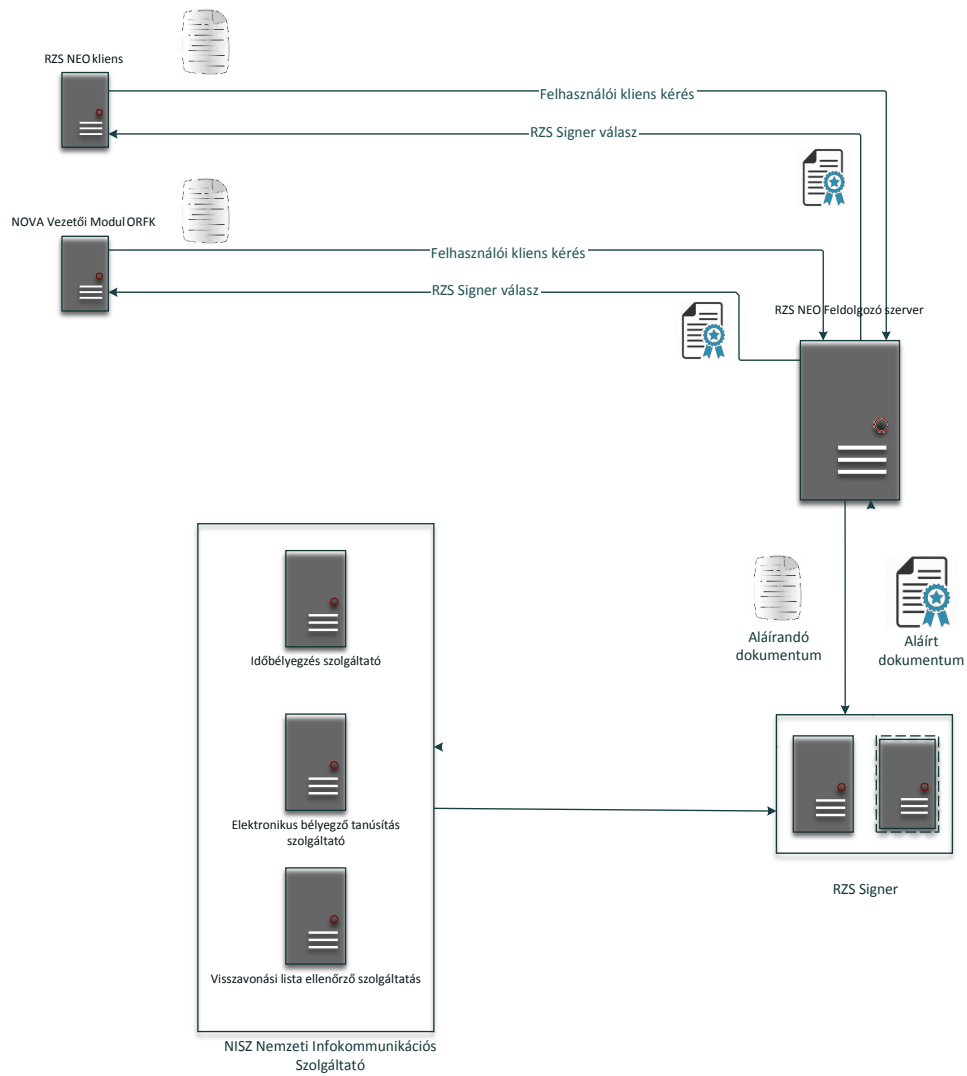 RZS NEO kliens
Felhasználói kliens kérés
RZS Signer válasz
NOVA Vezetői Modul ORFK
Felhasználói kliens kérés
RZS Signer válasz
RZS NEO Feldolgozó szerver
Aláírandó
dokumentum
Aláírt
dokumentum
Időbélyegzés szolgáltató
Elektronikus bélyegző tanúsítás
szolgáltató
Visszavonási lista ellenőrző szolgáltatás
RZS Signer
NISZ Nemzeti Infokommunikációs
Szolgáltató